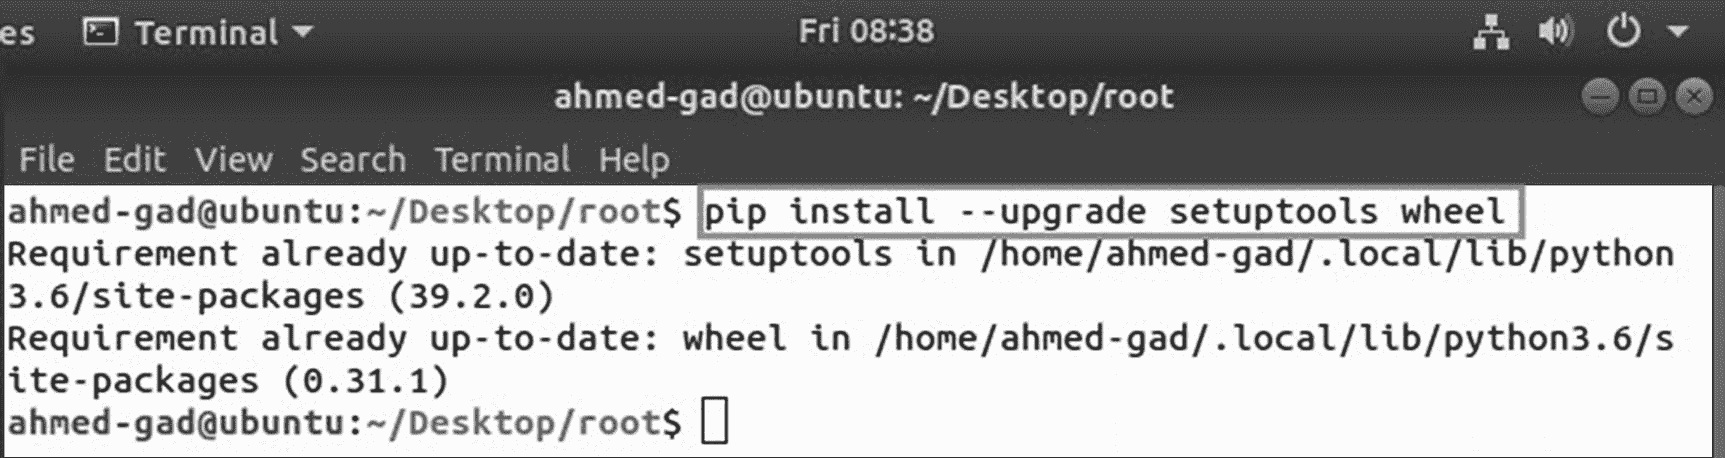 es Terminal Fri 08:38
ahmed-gad@ubuntu: ~/Desktop/root
File Edit View Search Terminal Help
ahmed-gad@ubuntu:~/Desktop/root$ pip install --upgrade setuptools wheel
Requirement already up-to-date: setuptools in /home/ahmed-gad/.local/lib/python
3.6/site-packages (39.2.0)
Requirement already up-to-date: wheel in /home/ahmed-gad/.local/lib/python3.6/s
ite-packages (0.31.1)
ahmed-gad@ubuntu:~/Desktop/root$